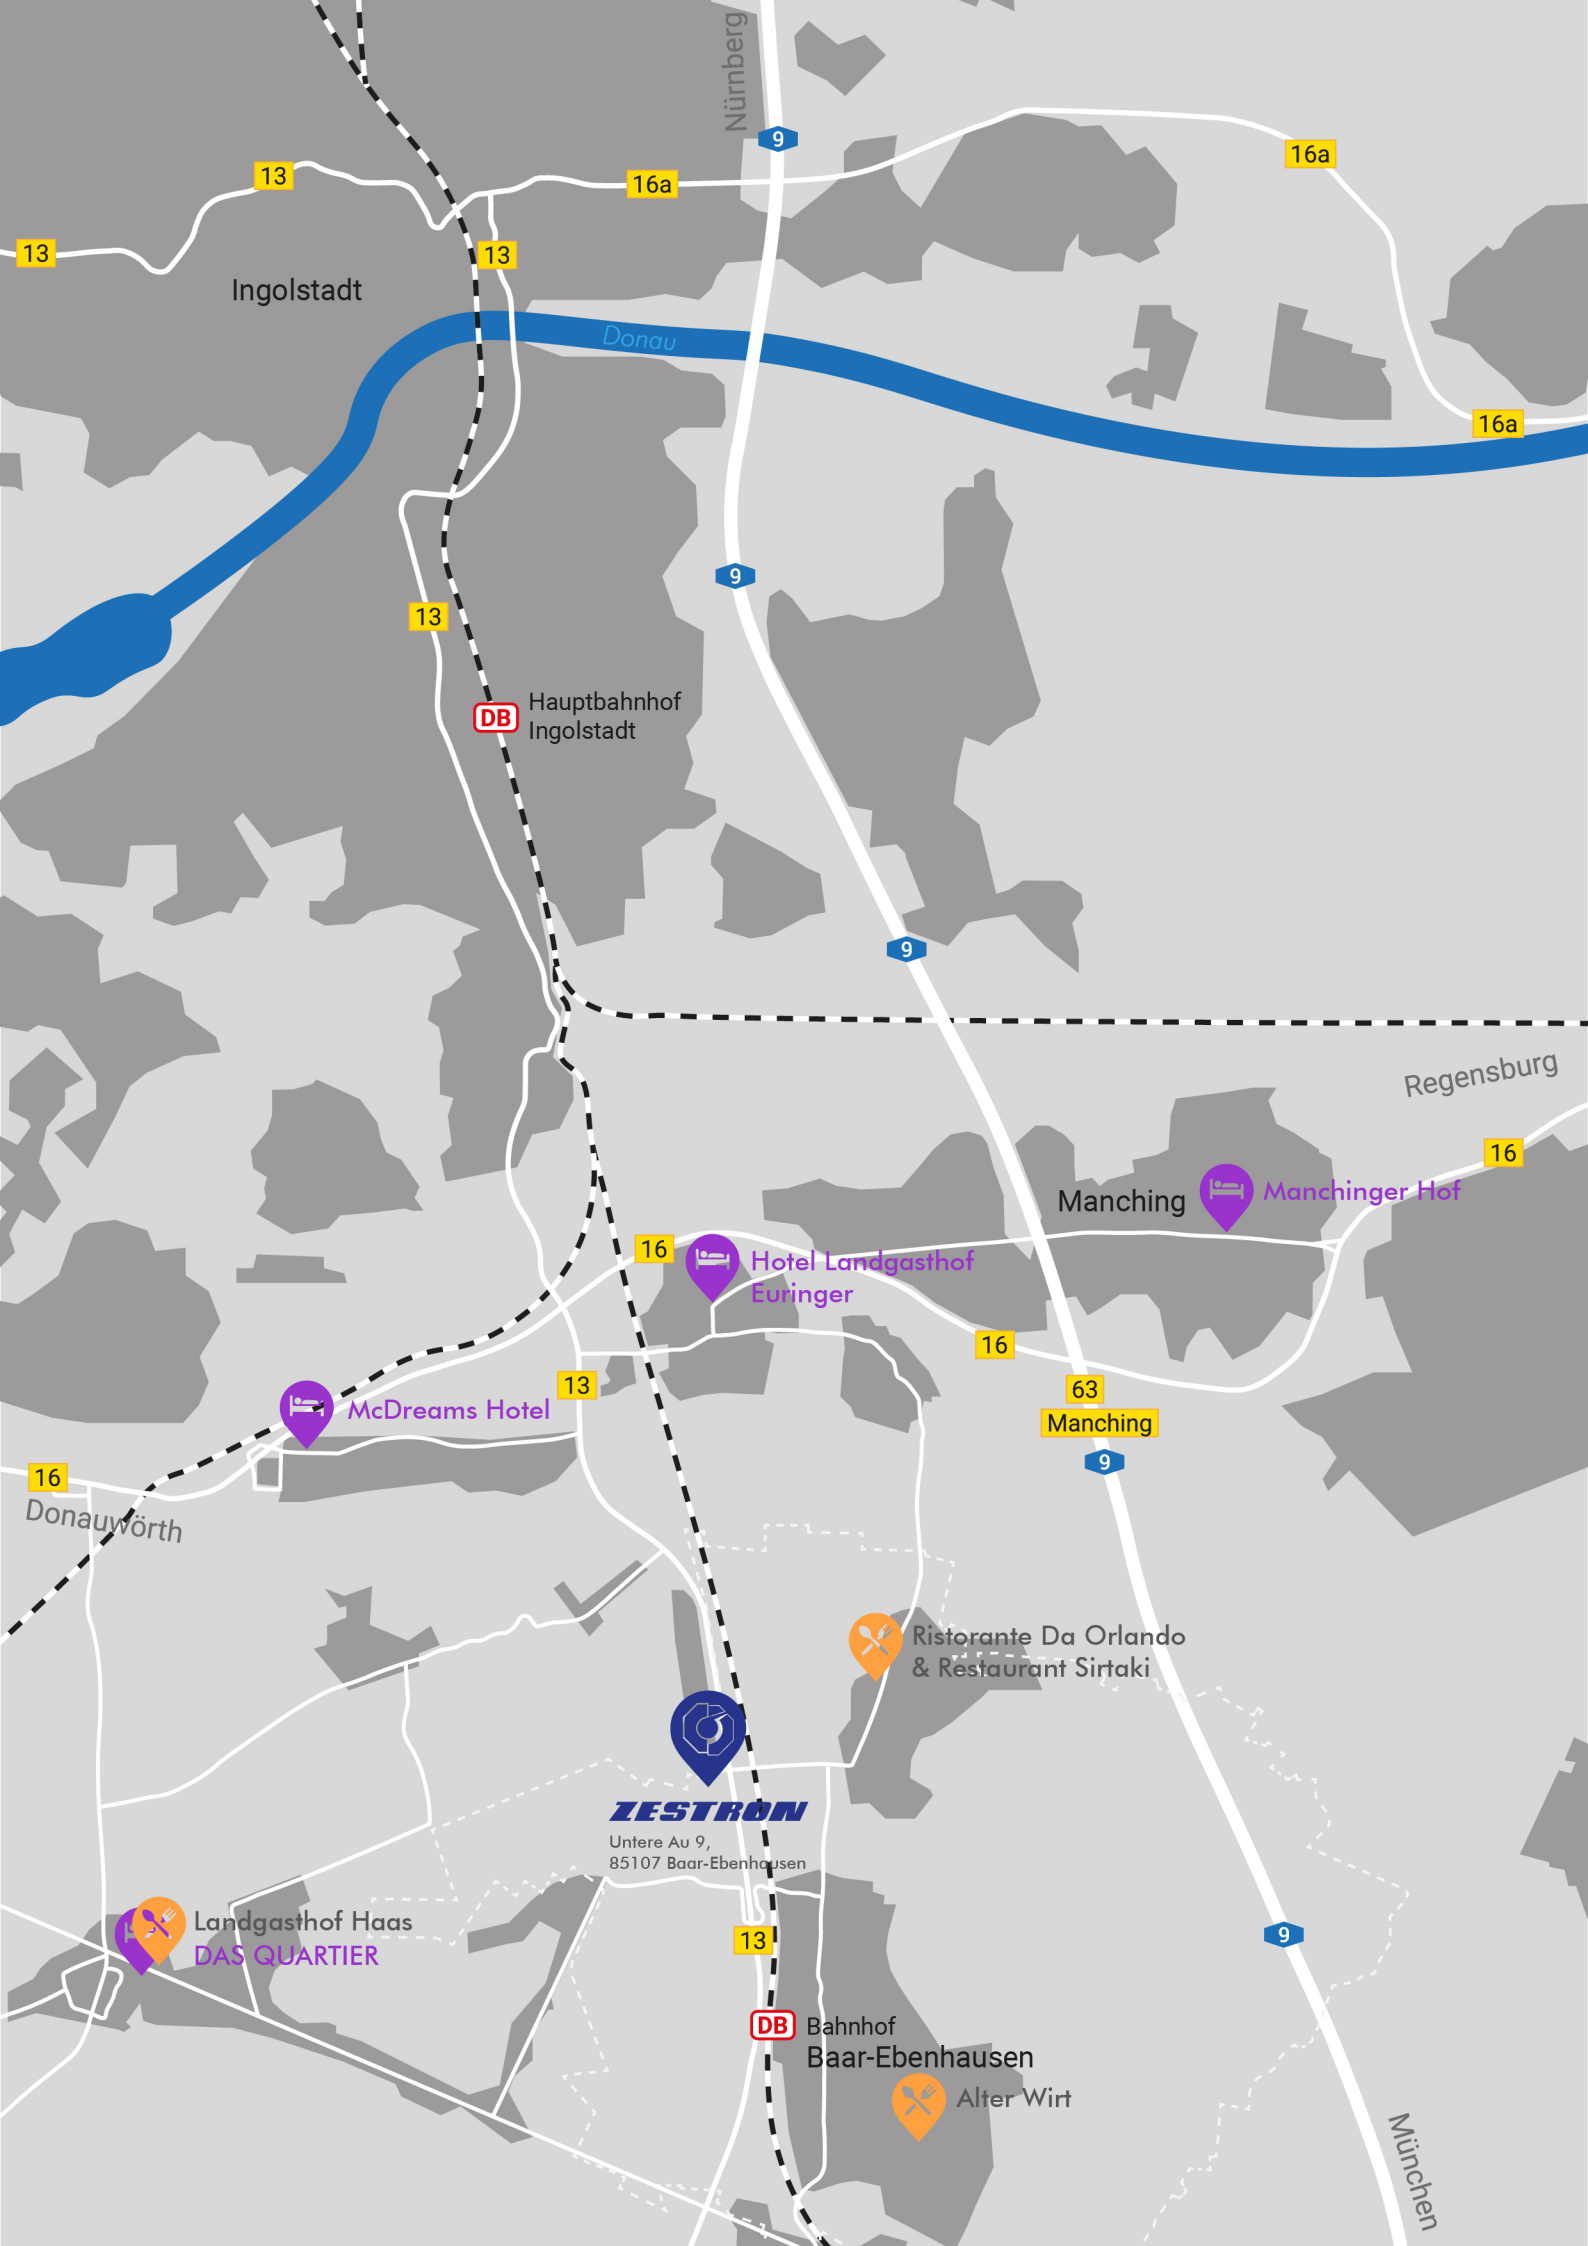 Nürnberg
9
16a
13
16a
13
13
Ingolstadt
Donau
16a
9
13
Hauptbahnhof
DB
Ingolstadt
9
Regensburg
16
Manching
Manchinger Hof
16
Hotel Landgasthof
Euringer
16
13
63
McDreams Hotel
Manching
9
16
Donauwörth
Ristorante Da Orlando
& Restaurant Sirtaki
ZESTRON
Untere Au 9,
85107 Baar-Ebenhausen
Landgasthof Haas
DAS QUARTIER
9
13
DB Bahnhof
Baar-Ebenhausen
Alter Wirt
München